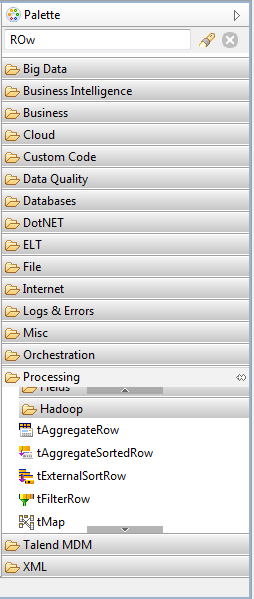 Palette
ROw
Big Data
Business Intelligence
Business
Cloud
Custom Code
Data Quality
Databases
DotNET
ELT
File
Internet
Logs & Errors
Misc
Orchestration
Processing
Fields
Hadoop
tAggregateRow
tAggregateSortedRow
tExternalSortRow
tFilterRow
tMap
Talend MDM
XML